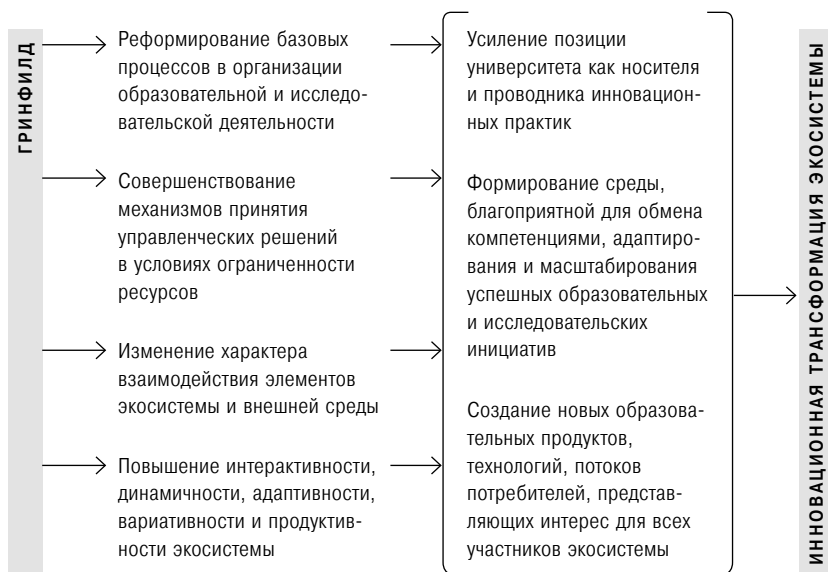 ГРИНФИЛД
Реформирование базовых
процессов в организации
образовательной и исследо-
вательской деятельности
Совершенствование
механизмов принятия
управленческих решений
в условиях ограниченности
ресурсов
Изменение характера
взаимодействия элементов
экосистемы и внешней среды
Повышение интерактивности,
динамичности, адаптивности,
вариативности и продуктив-
ности экосистемы
Усиление позиции
университета как носителя
и проводника инновацион-
ных практик
Формирование среды,
благоприятной для обмена
компетенциями, адаптиро-
вания и масштабирования
успешных образовательных
и исследовательских
инициатив
Создание новых образова-
тельных продуктов,
технологий, потоков
потребителей, представ-
ляющих интерес для всех
участников экосистемы
ИННОВАЦИОННАЯ ТРАНСФОРМАЦИЯ ЭКОСИСТЕМЫ